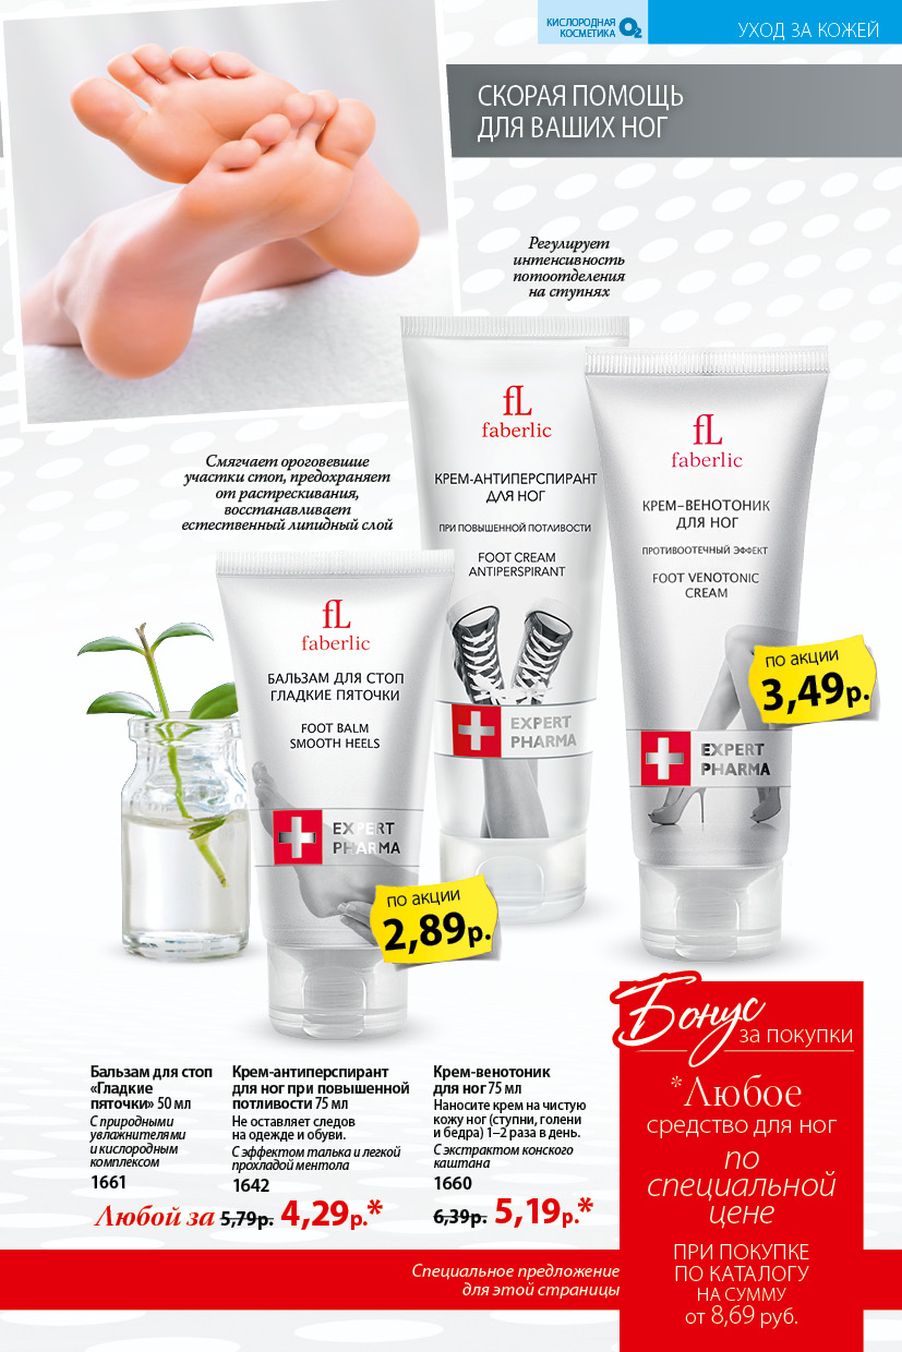 КИСЛОРОДНАЯ
КОСМЕТИКА O2
УХОД ЗА КОЖЕЙ
СКОРАЯ ПОМОЩЬ
ДЛЯ ВАШИХ НОГ
Регулирует
интенсивность
потоотделения
на ступнях
Смягчает ороговевшие
участки стоп, предохраняет
от растрескивания,
восстанавливает
естественный липидный слой
fL
faberlic
КРЕМ-АНТИПЕРСПИРАНТ
ДЛЯ НОГ
ПРИ ПОВЫШЕННОЙ ПОТЛИВОСТИ
FOOT CREAM
ANTIPERSPIRANT
EXPERT
PHARMA
fL
faberlic
КРЕМ-ВЕНОТОНИК
ДЛЯ НОГ
ПРОТИВООТЕЧНЫЙ ЭФФЕКТ
FOOT VENOTONIC
CREAM
EXPERT
PHARMA
по акции
3,49р.
fL
faberlic
БАЛЬЗАМ ДЛЯ СТОП
ГЛАДКИЕ ПЯТОЧКИ
FOOT BALM
SMOOTH HEELS
EXPERT
PHARMA
по акции
2,89р.
Бальзам для стоп
«Гладкие
пяточки» 50 мл
С природными
увлажнителями
и кислородным
комплексом
1661
Крем-антиперспирант
для ног при повышенной
потливости 75 мл
Не оставляет следов
на одежде и обуви.
С эффектом талька и легкой
прохладой ментола
1642
Любой за 5,79р. 4,29р.*
Крем-венотоник
для ног 75 мл
Наносите крем на чистую
кожу ног (ступни, голени
и бедра) 1–2 раза в день.
С экстрактом конского
каштана
1660
6,39р. 5,19р.*
Бонус
за покупки
*Любое
средство для ног
по
специальной
цене
ПРИ ПОКУПКЕ
ПО КАТАЛОГУ
НА СУММУ
от 8,69 руб.
Специальное предложение
для этой страницы